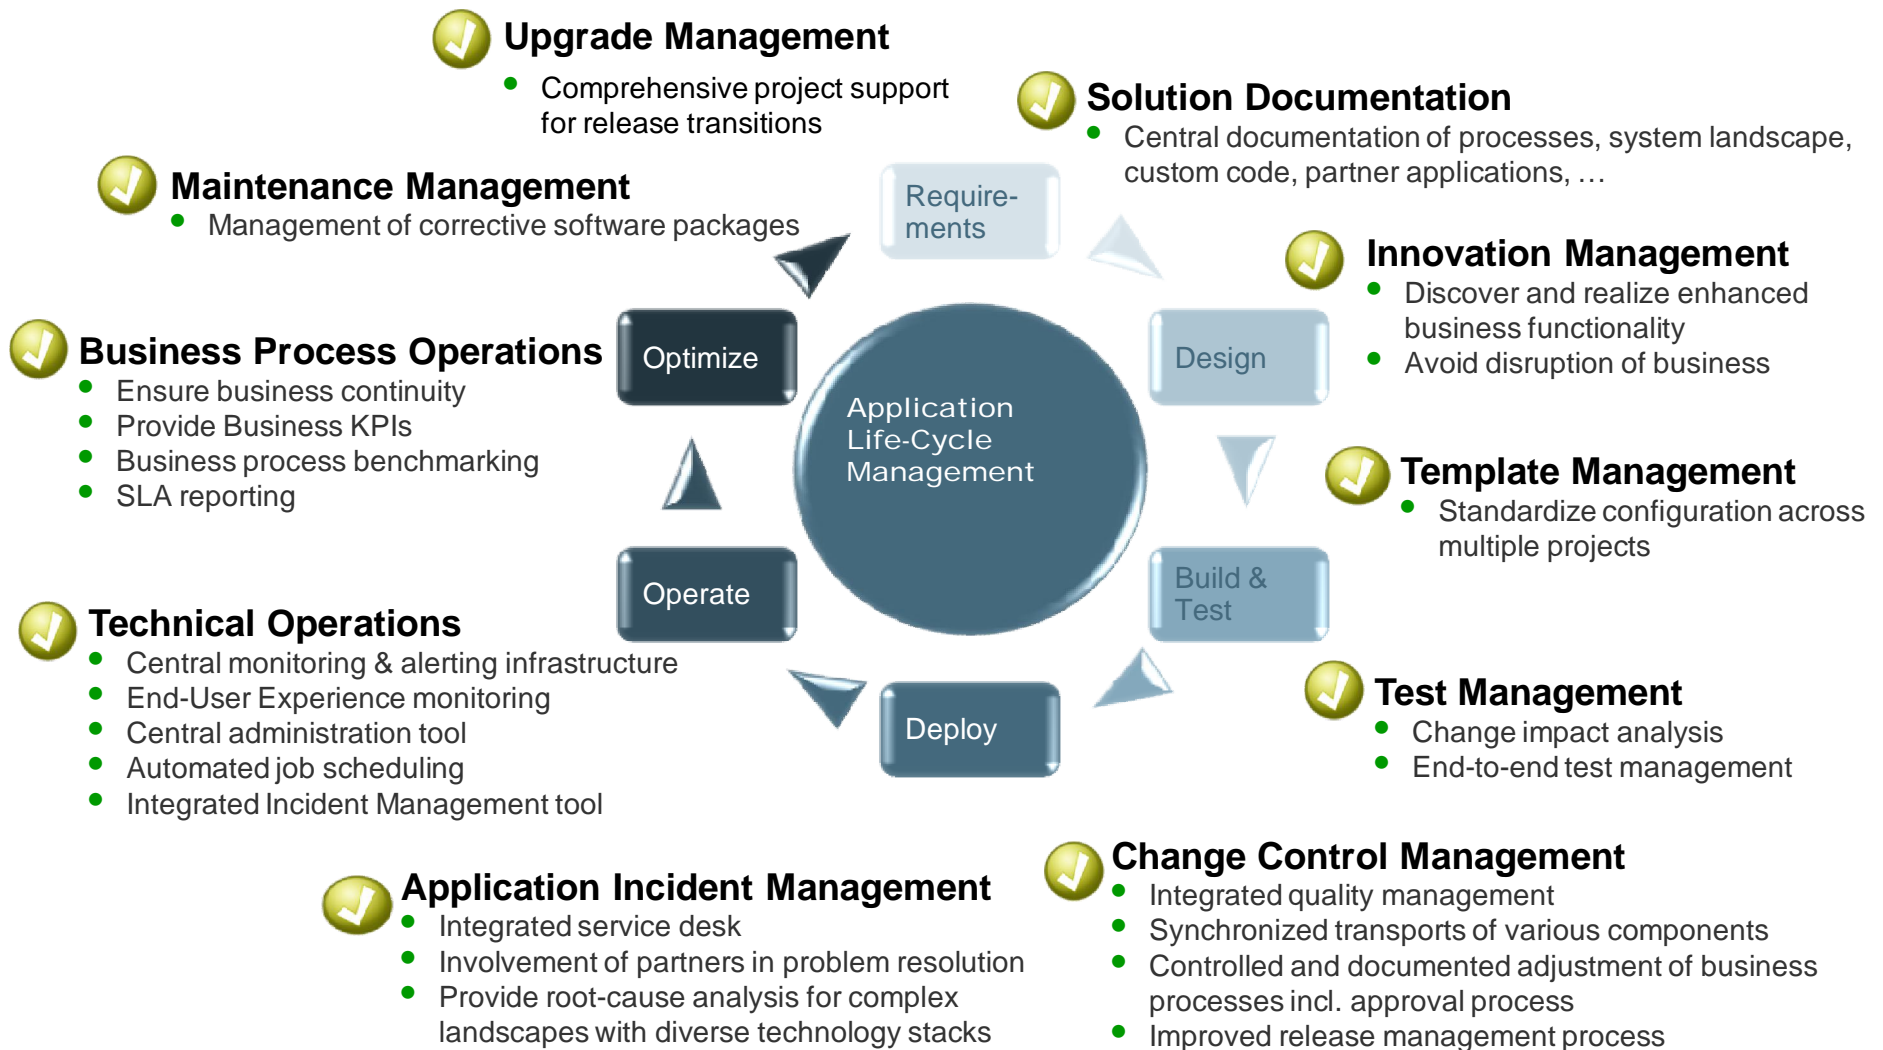 Upgrade Management
• Comprehensive project support
for release transitions
Solution Documentation
• Central documentation of processes, system landscape,
custom code, partner applications, …
Maintenance Management
• Management of corrective software packages
Innovation Management
• Discover and realize enhanced
business functionality
• Avoid disruption of business
Business Process Operations
• Ensure business continuity
• Provide Business KPIs
• Business process benchmarking
• SLA reporting
Template Management
• Standardize configuration across
multiple projects
Technical Operations
• Central monitoring & alerting infrastructure
• End-User Experience monitoring
• Central administration tool
• Automated job scheduling
• Integrated Incident Management tool
Test Management
• Change impact analysis
• End-to-end test management
Application Incident Management
• Integrated service desk
• Involvement of partners in problem resolution
• Provide root-cause analysis for complex
landscapes with diverse technology stacks
Change Control Management
• Integrated quality management
• Synchronized transports of various components
• Controlled and documented adjustment of business
processes incl. approval process
• Improved release management process
Application
Life-Cycle
Management
Require-
ments
Design
Build &
Test
Deploy
Operate
Optimize